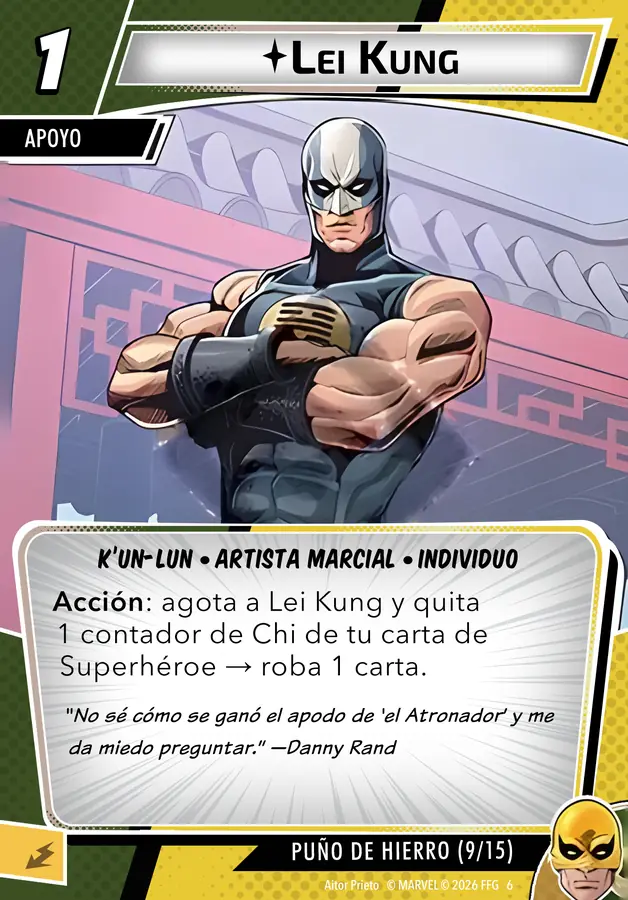 1
Lei Kung
APOYO
K'UN-LUN • ARTISTA MARCIAL • INDIVIDUO
Acción: agota a Lei Kung y quita
1 contador de Chi de tu carta de
Superhéroe → roba 1 carta.
"No sé cómo se ganó el apodo de 'el Atronador' y me
da miedo preguntar." —Danny Rand
PUÑO DE HIERRO (9/15)
Aitor Prieto © MARVEL © 2026 FFG 6